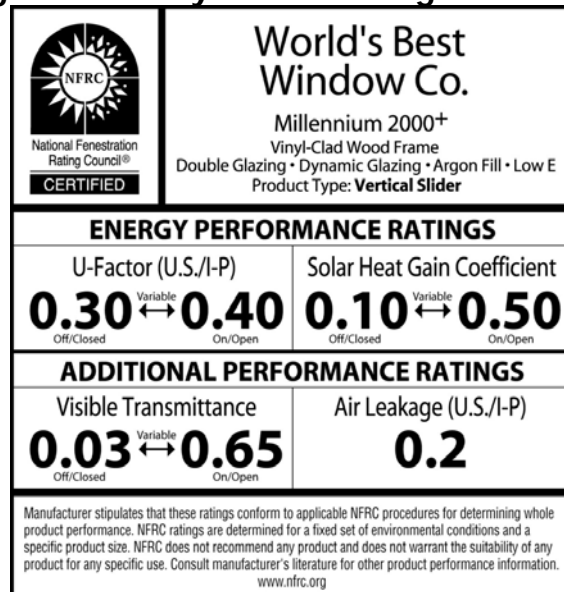 NFRC
National Fenestration
Rating Council®
CERTIFIED
World's Best
Window Co.
Millennium 2000+
Vinyl-Clad Wood Frame
Double Glazing • Dynamic Glazing • Argon Fill • Low E
Product Type: Vertical Slider
ENERGY PERFORMANCE RATINGS
U-Factor (U.S./I-P)
0.30 Variable ↔ 0.40
Off/Closed On/Open
Solar Heat Gain Coefficient
0.10 Variable ↔ 0.50
Off/Closed On/Open
ADDITIONAL PERFORMANCE RATINGS
Visible Transmittance
0.03 Variable ↔ 0.65
Off/Closed On/Open
Air Leakage (U.S./I-P)
0.2
Manufacturer stipulates that these ratings conform to applicable NFRC procedures for determining whole
product performance. NFRC ratings are determined for a fixed set of environmental conditions and a
specific product size. NFRC does not recommend any product and does not warrant the suitability of any
product for any specific use. Consult manufacturer's literature for other product performance information.
www.nfrc.org